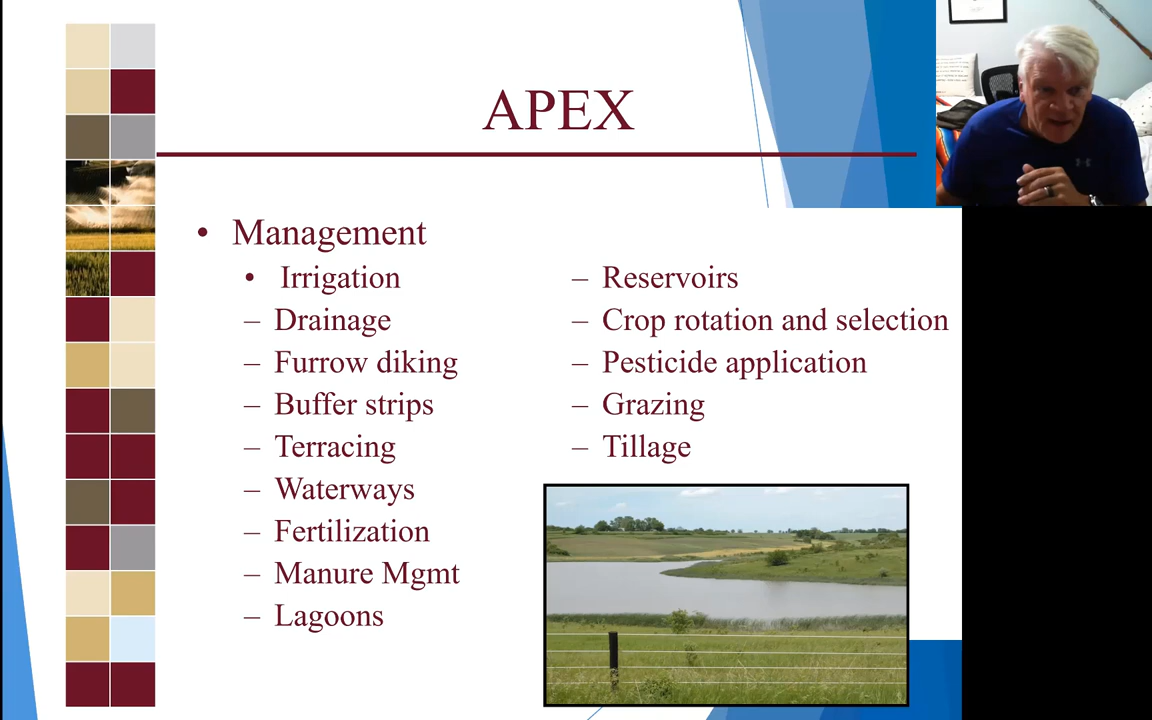 APEX
• Management
• Irrigation
– Drainage
– Furrow diking
– Buffer strips
– Terracing
– Waterways
– Fertilization
– Manure Mgmt
– Lagoons
– Reservoirs
– Crop rotation and selection
– Pesticide application
– Grazing
– Tillage